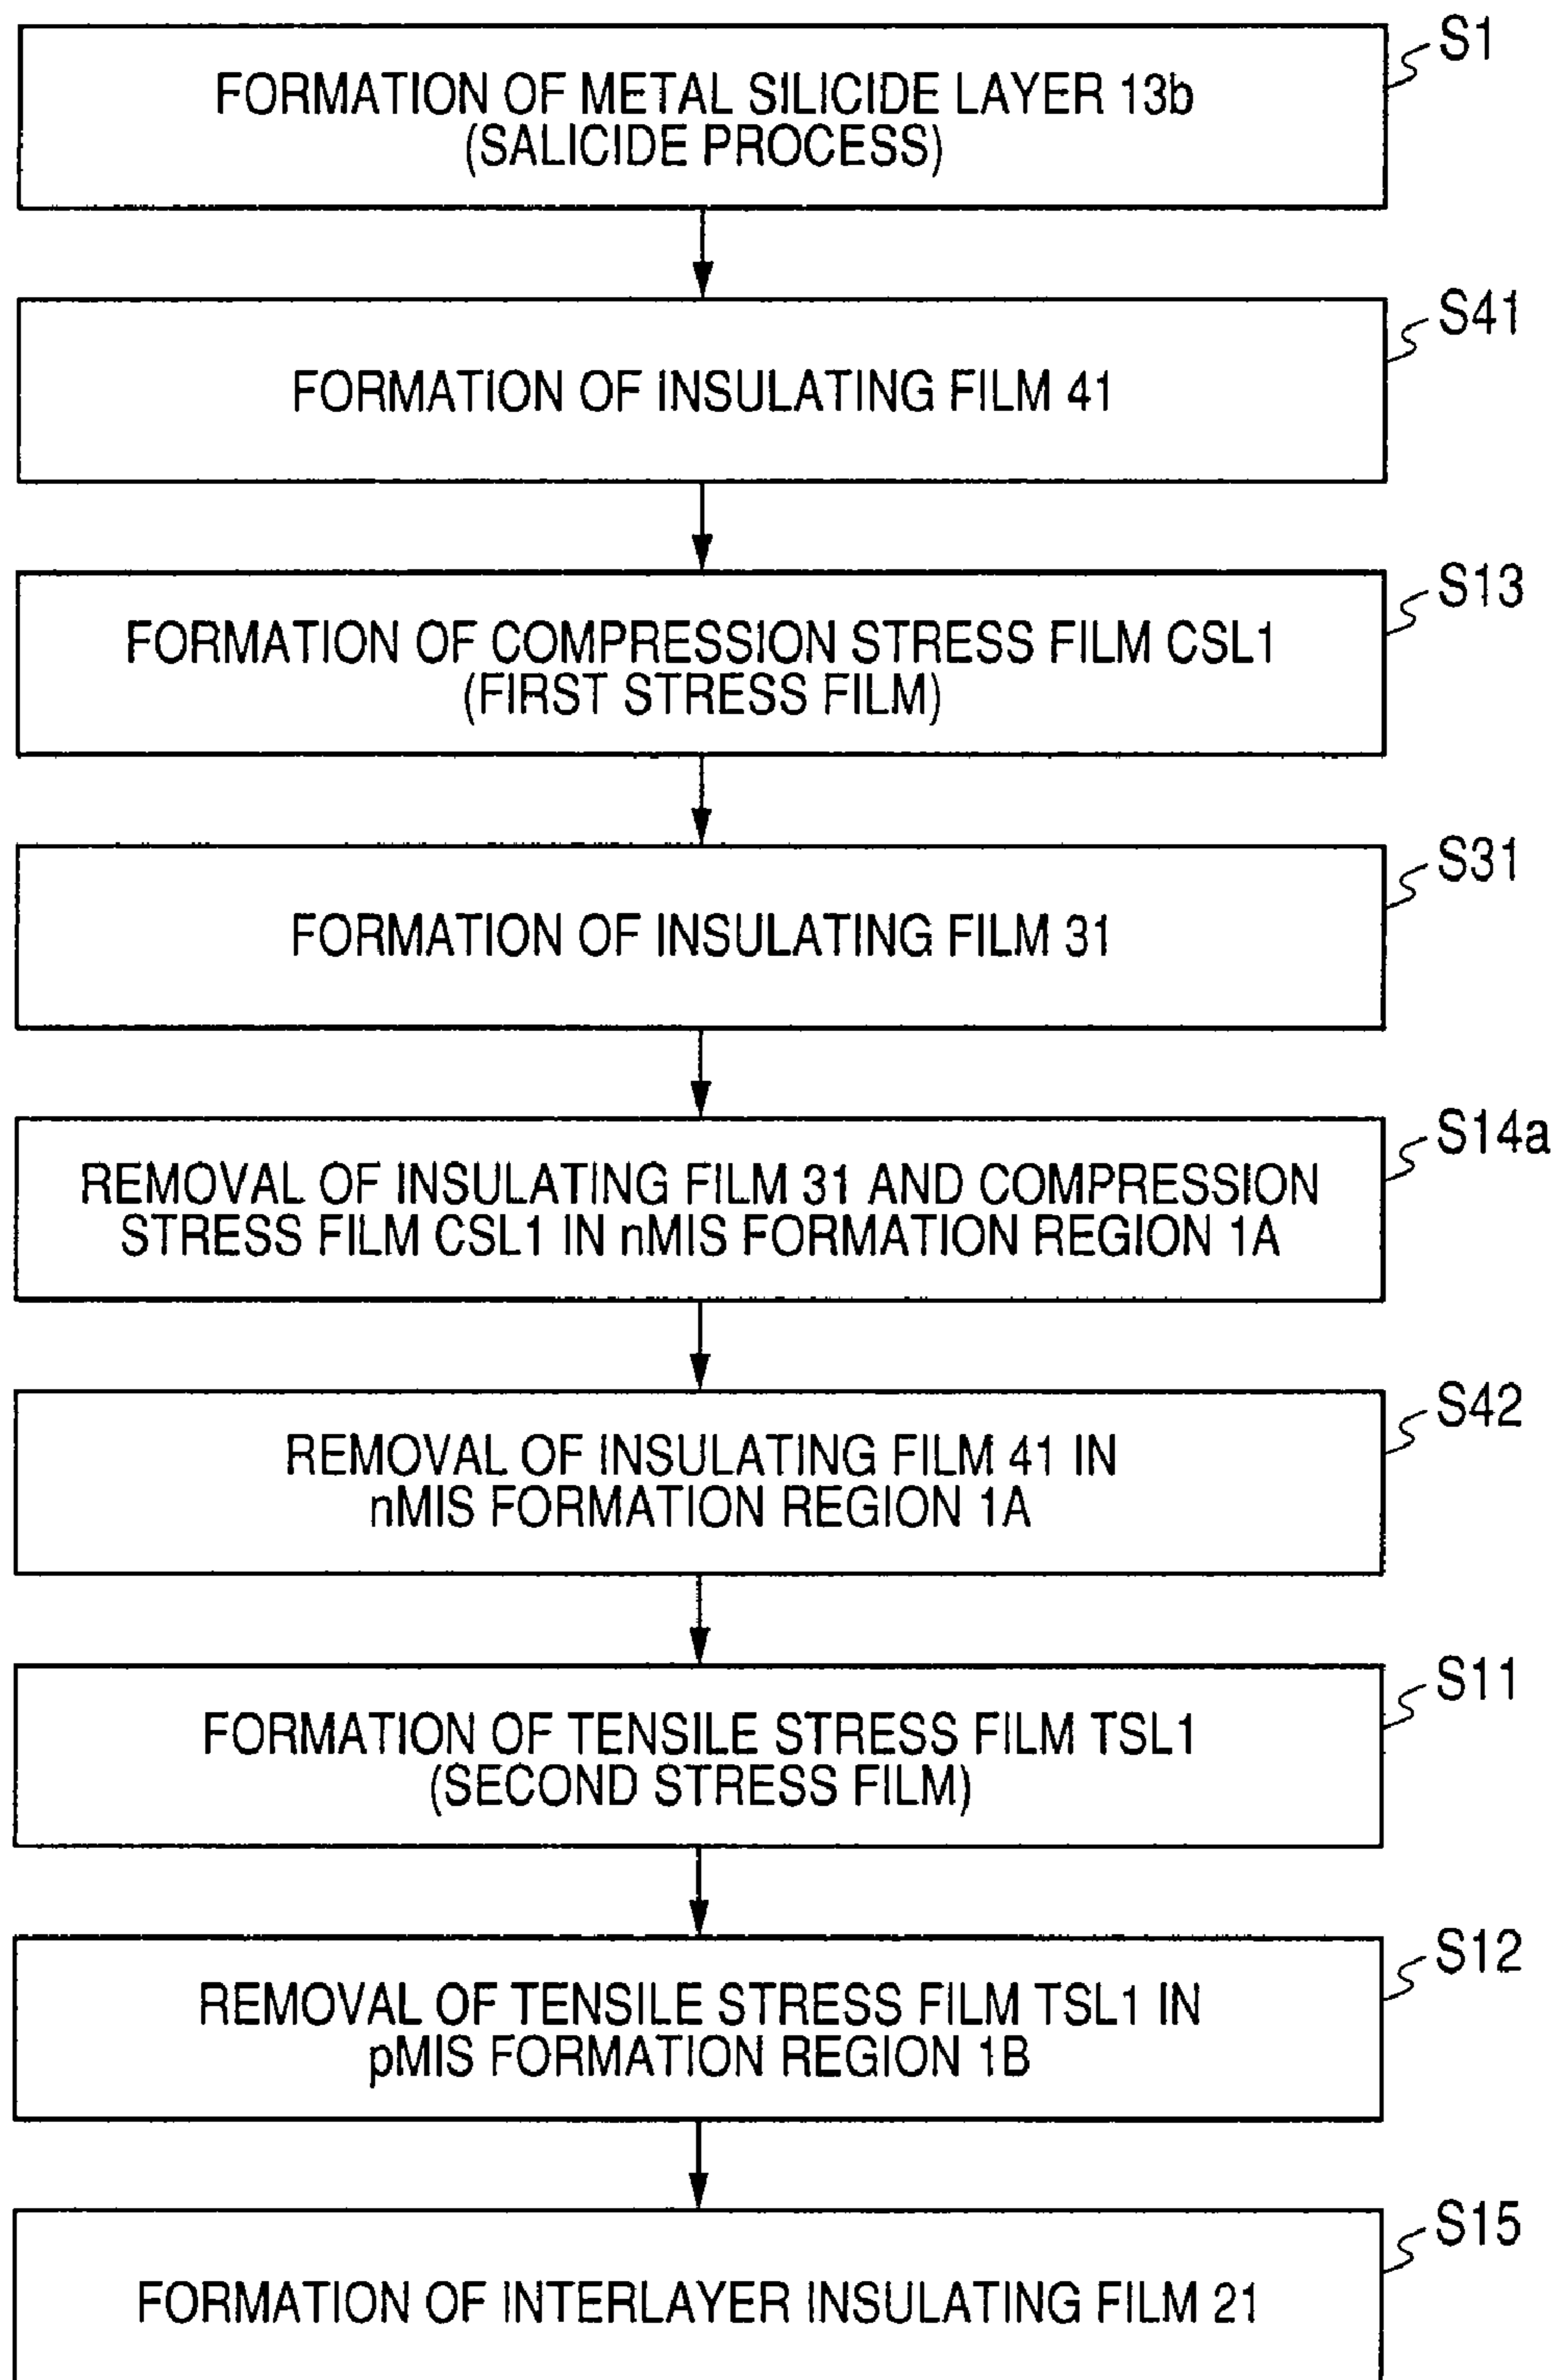 S1
FORMATION OF METAL SILICIDE LAYER 13b
(SALICIDE PROCESS)
S41
FORMATION OF INSULATING FILM 41
S13
FORMATION OF COMPRESSION STRESS FILM CSL1
(FIRST STRESS FILM)
S31
FORMATION OF INSULATING FILM 31
S14a
REMOVAL OF INSULATING FILM 31 AND COMPRESSION
STRESS FILM CSL1 IN nMIS FORMATION REGION 1A
S42
REMOVAL OF INSULATING FILM 41 IN
nMIS FORMATION REGION 1A
S11
FORMATION OF TENSILE STRESS FILM TSL1
(SECOND STRESS FILM)
S12
REMOVAL OF TENSILE STRESS FILM TSL1 IN
pMIS FORMATION REGION 1B
S15
FORMATION OF INTERLAYER INSULATING FILM 21